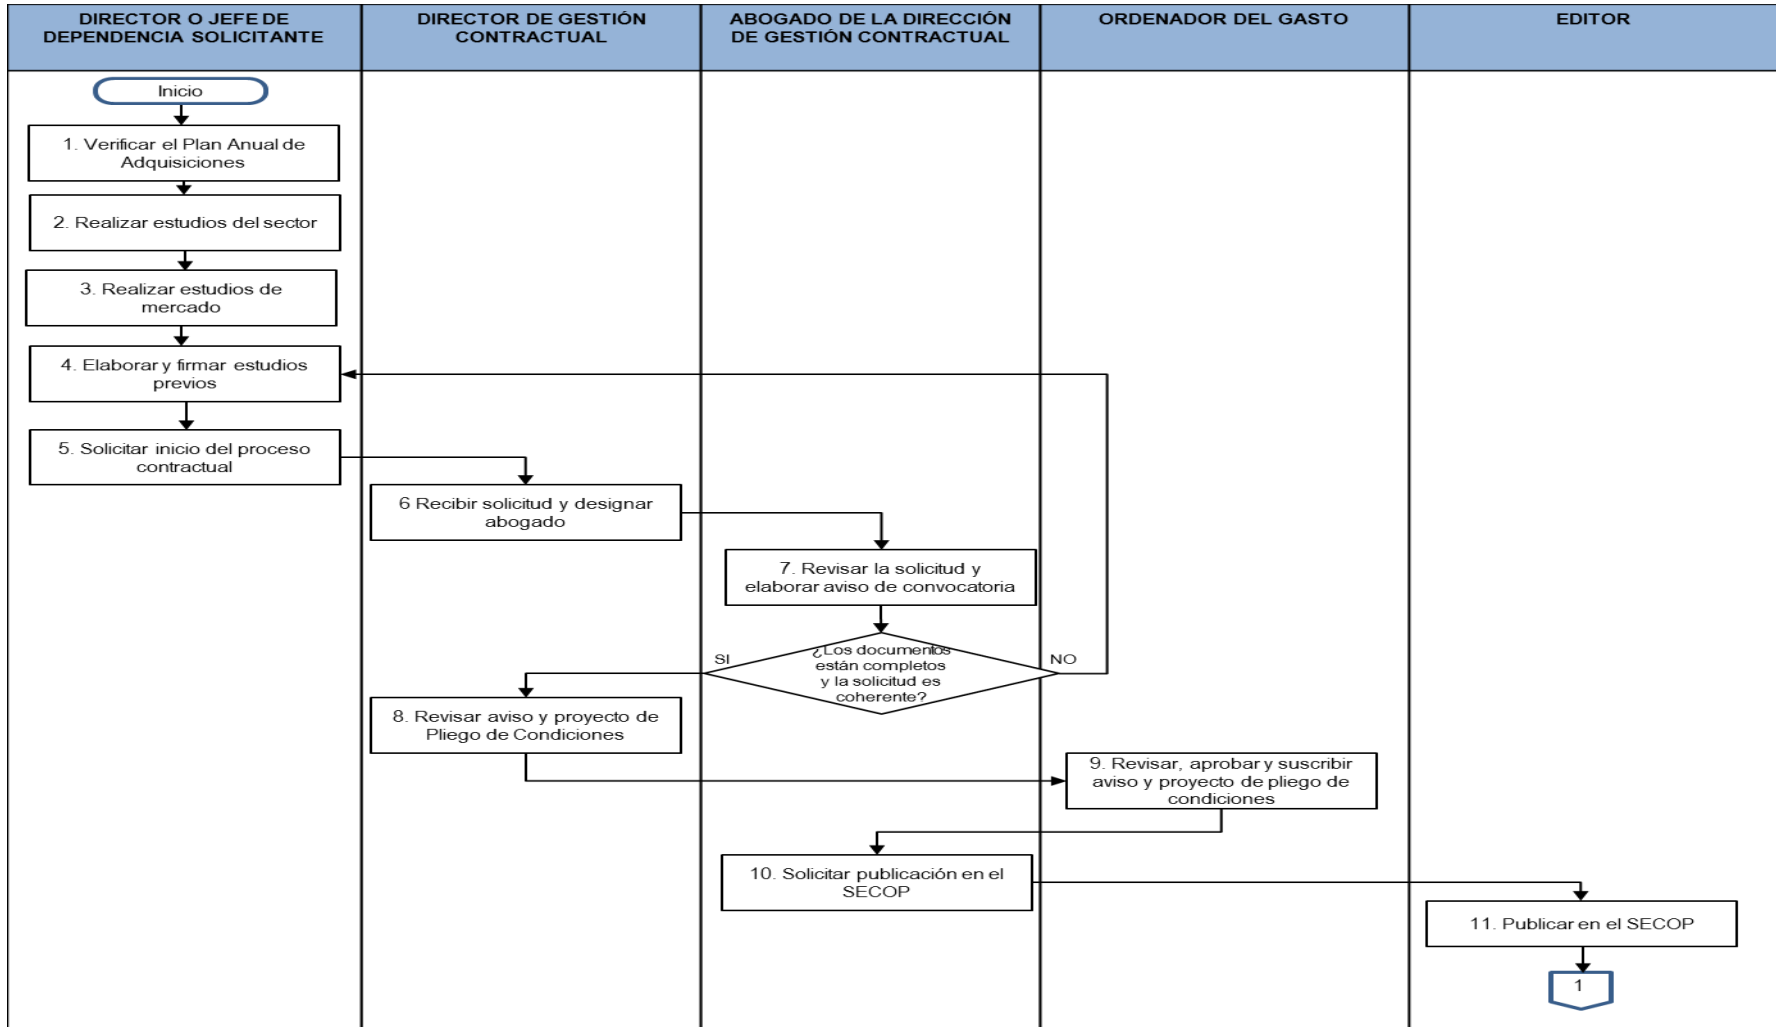 DIRECTOR O JEFE DE
DEPENDENCIA SOLICITANTE
DIRECTOR DE GESTIÓN
CONTRACTUAL
ABOGADO DE LA DIRECCIÓN
DE GESTIÓN CONTRACTUAL
ORDENADOR DEL GASTO
EDITOR
Inicio
1. Verificar el Plan Anual de
Adquisiciones
2. Realizar estudios del sector
3. Realizar estudios de
mercado
4. Elaborar y firmar estudios
previos
5. Solicitar inicio del proceso
contractual
6 Recibir solicitud y designar
abogado
7. Revisar la solicitud y
elaborar aviso de convocatoria
¿Los documentos
están completos
y la solicitud es
coherente?
SI
NO
8. Revisar aviso y proyecto de
Pliego de Condiciones
9. Revisar, aprobar y suscribir
aviso y proyecto de pliego de
condiciones
10. Solicitar publicación en el
SECOP
11. Publicar en el SECOP
1